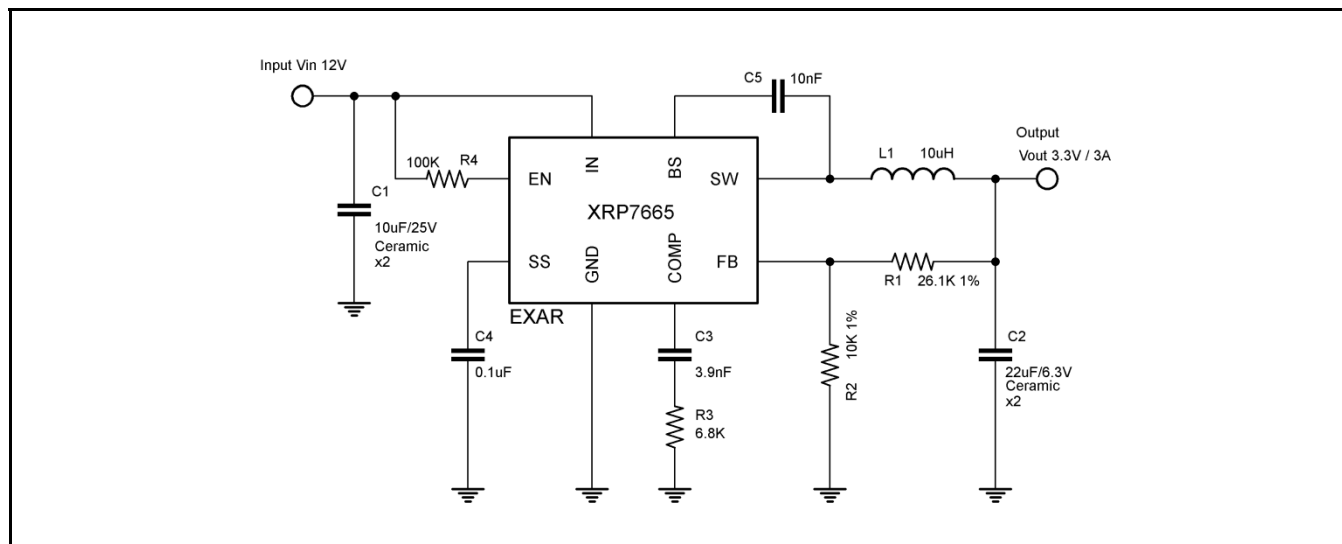 Input Vin 12V
C5
10nF
Output
Vout 3.3V / 3A
L1
10uH
100K
R4
EN
IN
BS
SW
XRP7665
C1
10uF/25V
Ceramic
x2
SS
GND
COMP
FB
R1
26.1K 1%
EXAR
C4
0.1uF
C3
3.9nF
10K 1%
R2
C2
22uF/6.3V
Ceramic
x2
R3
6.8K